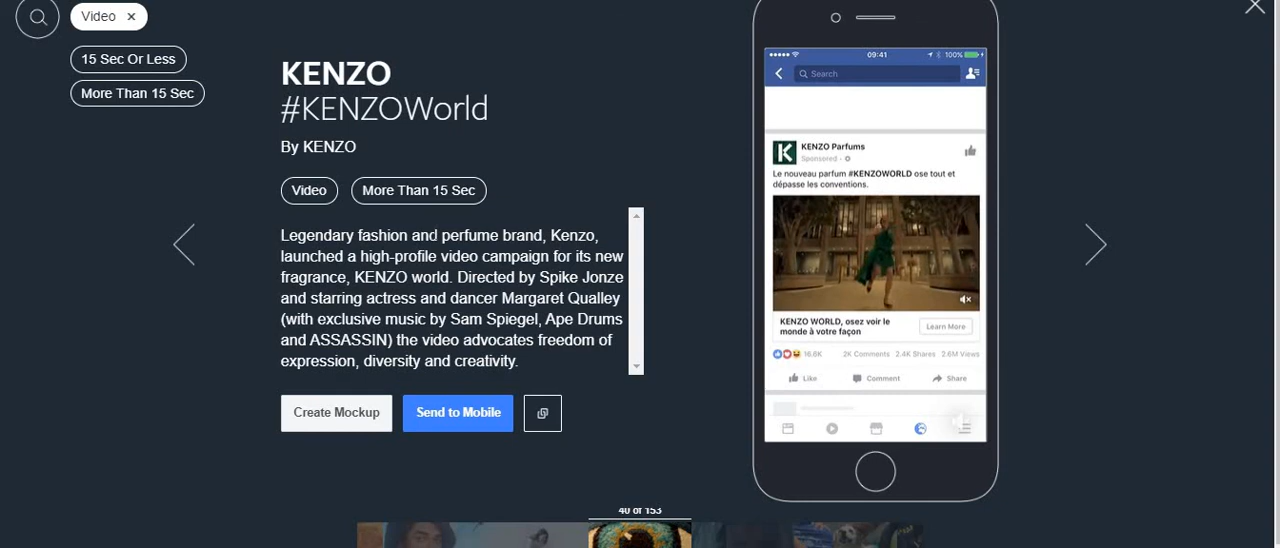 Video ×
15 Sec Or Less
More Than 15 Sec
KENZO
#KENZOWorld
By KENZO
Video
More Than 15 Sec
Legendary fashion and perfume brand, Kenzo,
launched a high-profile video campaign for its new
fragrance, KENZO world. Directed by Spike Jonze
and starring actress and dancer Margaret Qualley
(with exclusive music by Sam Spiegel, Ape Drums
and ASSASSIN) the video advocates freedom of
expression, diversity and creativity.
Create Mockup
Send to Mobile
09:41
100%
Search
K
KENZO Parfums
Sponsored
Le nouveau parfum #KENZOWORLD ose tout et
dépasse les conventions.
KENZO WORLD, osez voir le
monde à votre façon
Learn More
16.8K
2K Comments 2.4K Shares 2.6M Views
Like
Comment
Share
40 of 153